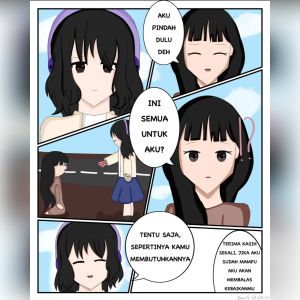 AKU
PINDAH
DULU
DEH
INI
SEMUA
UNTUK
AKU?
TENTU SAJA,
SEPERTINYA KAMU
MEMBUTUHKANNYA
TERIMA KASIH
SEKALI, JIKA AKU
SUDAH MAMPU
AKU AKAN
MEMBALAS
KEBAIKANMU